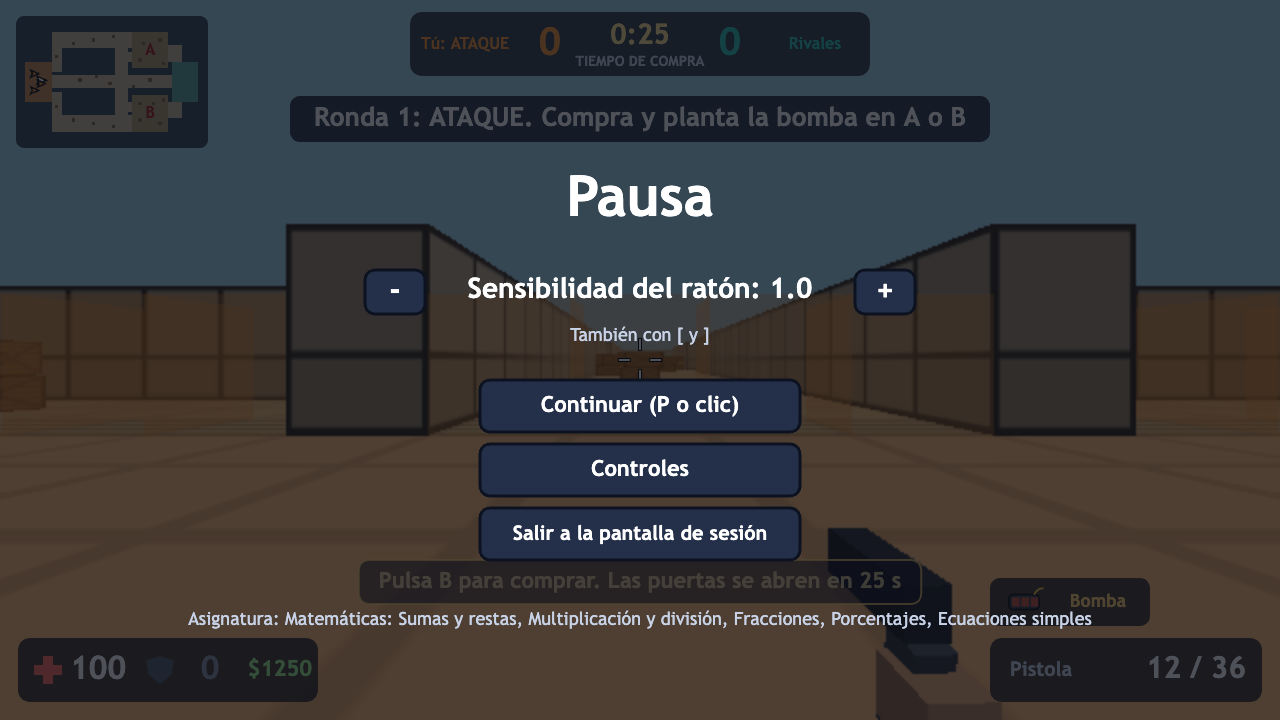 A
B
Tú: ATAQUE 0 0:25 0 Rivales
TIEMPO DE COMPRA
Ronda 1: ATAQUE. Compra y planta la bomba en A o B
Pausa
- Sensibilidad del ratón: 1.0 +
También con [ y ]
Continuar (P o clic)
Controles
Salir a la pantalla de sesión
Pulsa B para comprar. Las puertas se abren en 25 s
Bomba
Asignatura: Matemáticas: Sumas y restas, Multiplicación y división, Fracciones, Porcentajes, Ecuaciones simples
100 0 $1250
Pistola 12 / 36